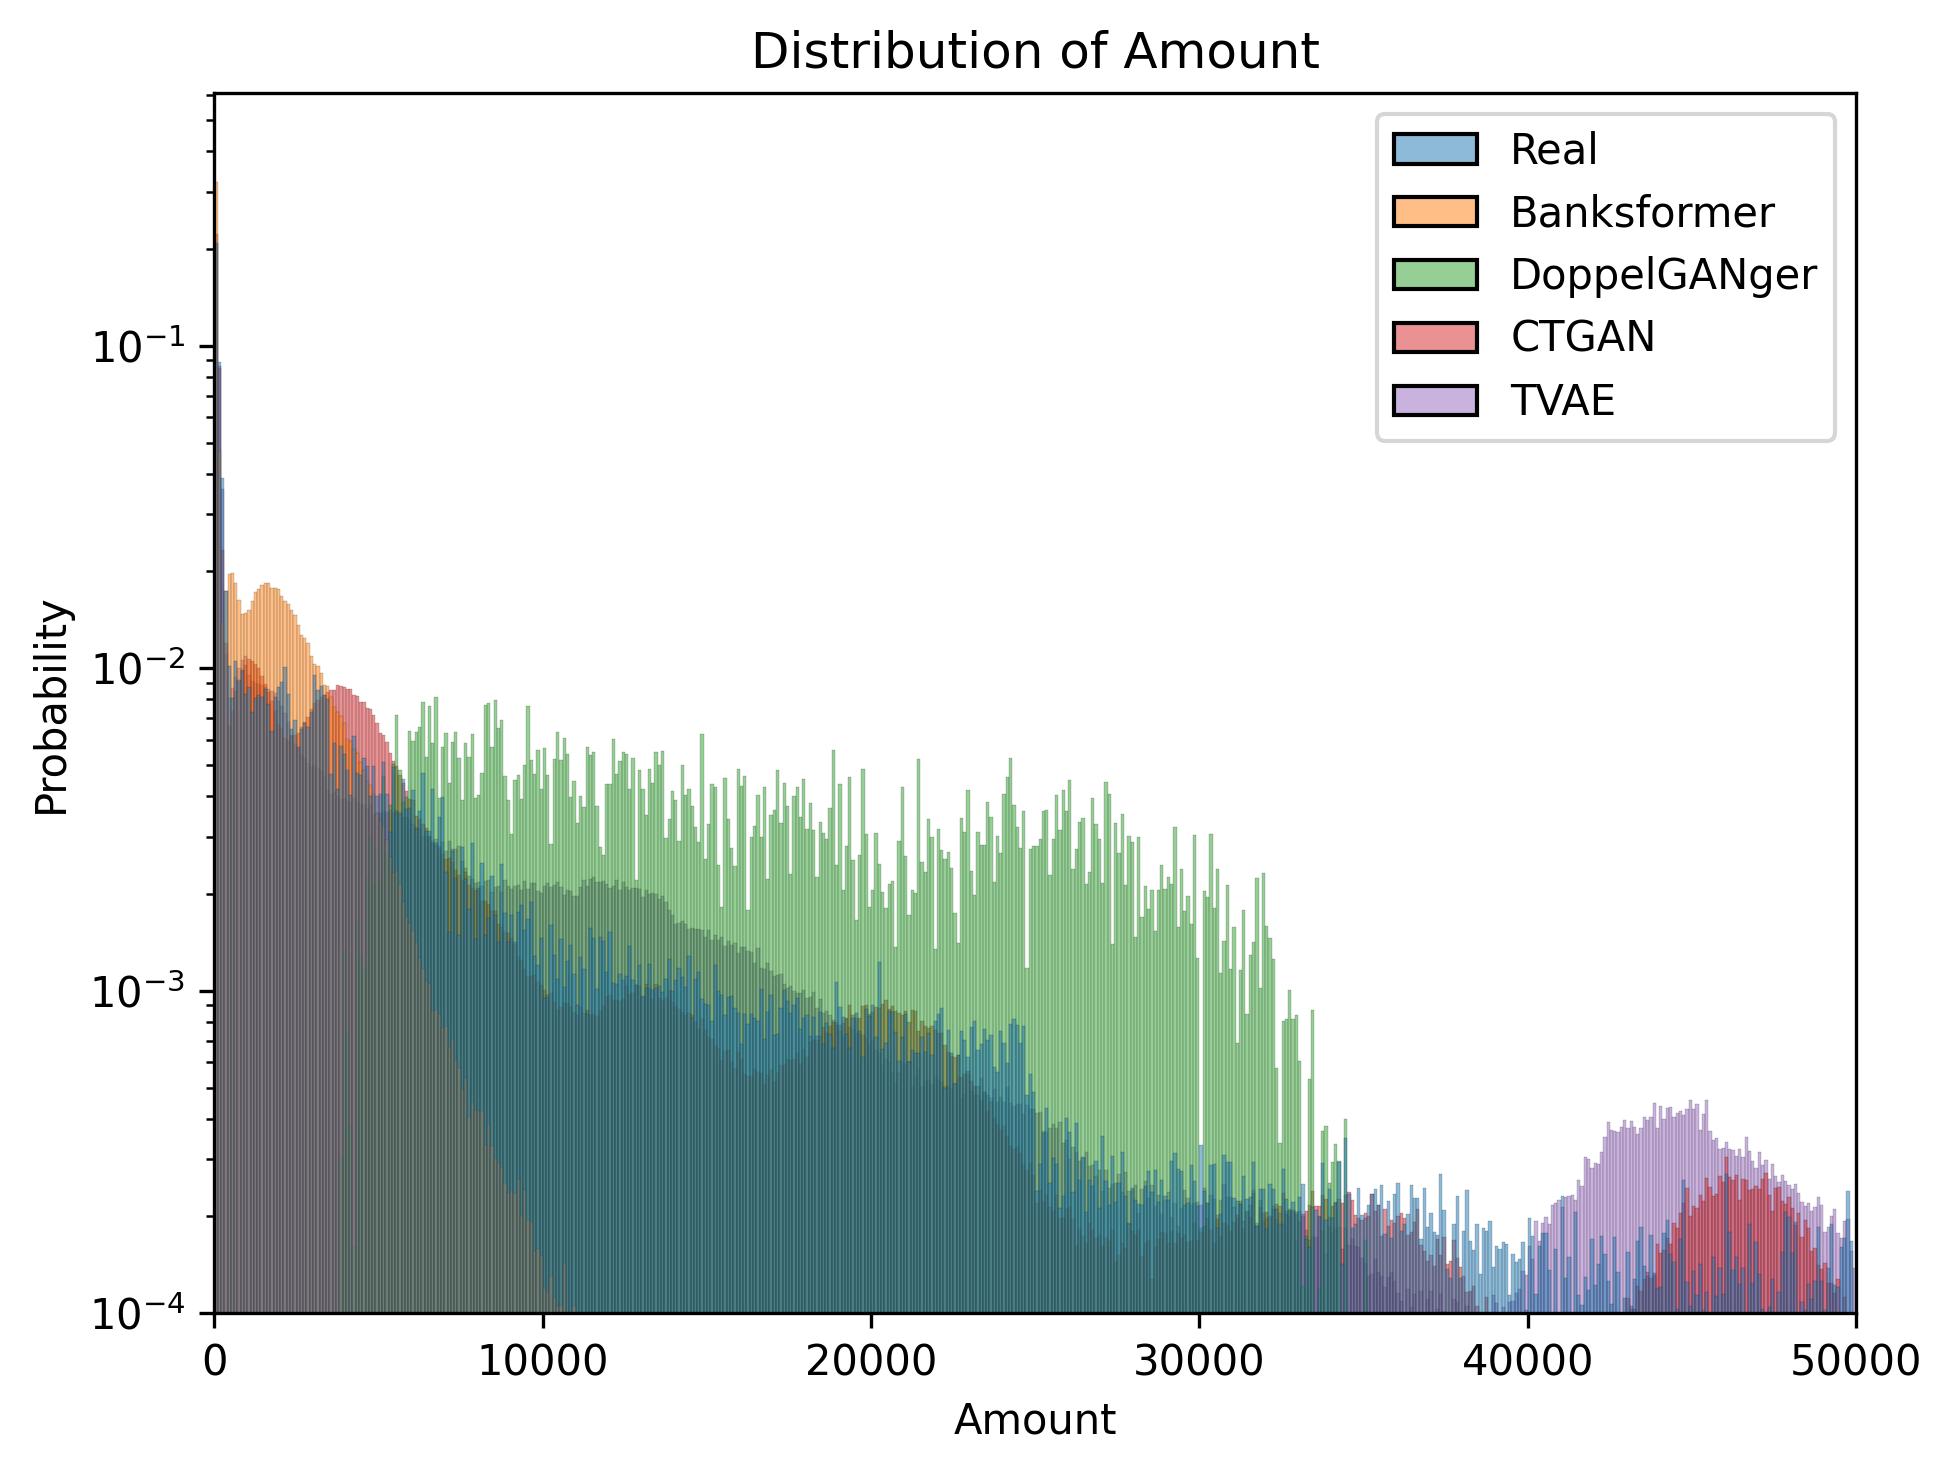 Distribution of Amount
Real
Banksformer
DoppelGANger
CTGAN
TVAE
Probability
10⁻¹
10⁻²
10⁻³
10⁻⁴
0 10000 20000 30000 40000 50000
Amount